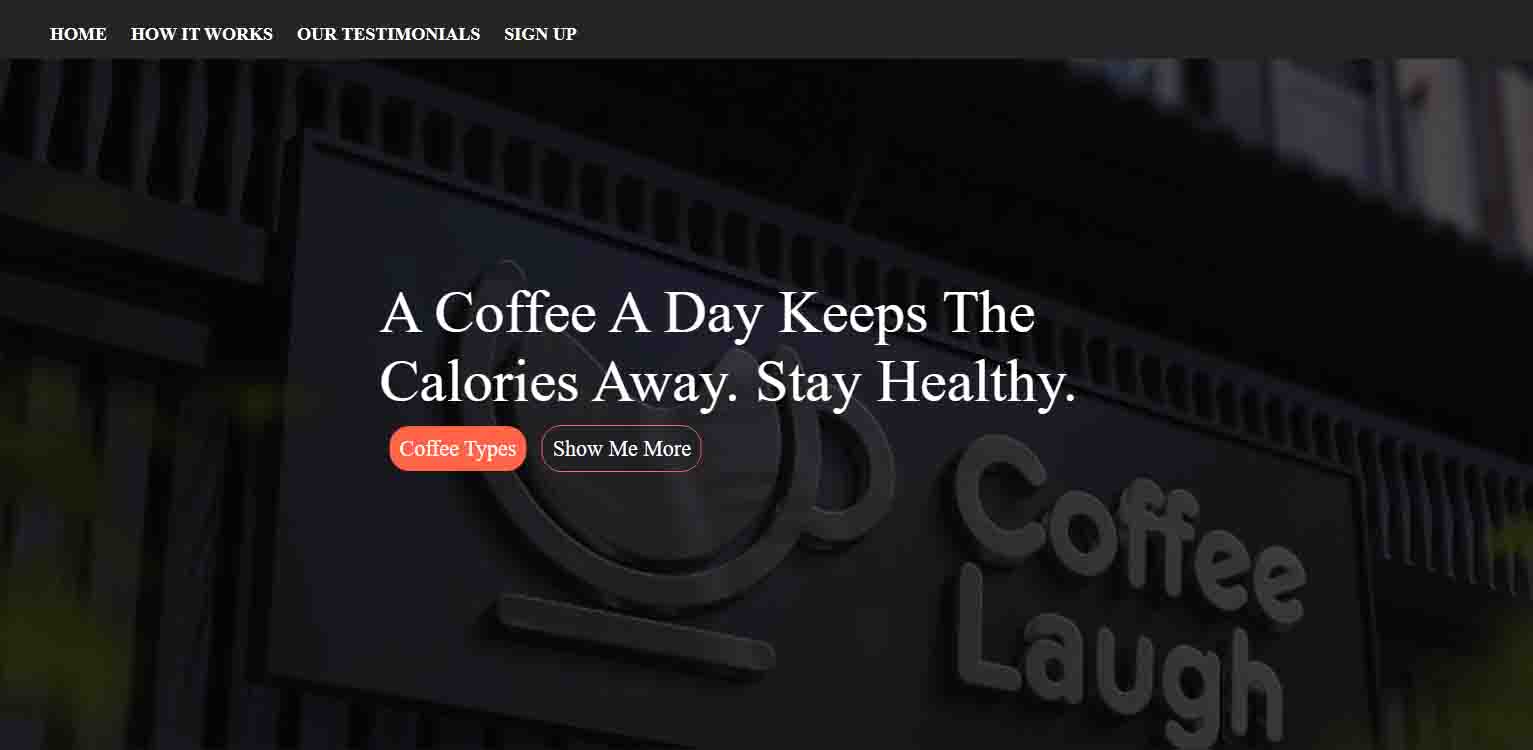 HOME HOW IT WORKS OUR TESTIMONIALS SIGN UP
A Coffee A Day Keeps The
Calories Away. Stay Healthy.
Coffee Types Show Me More
Coffee
Laugh